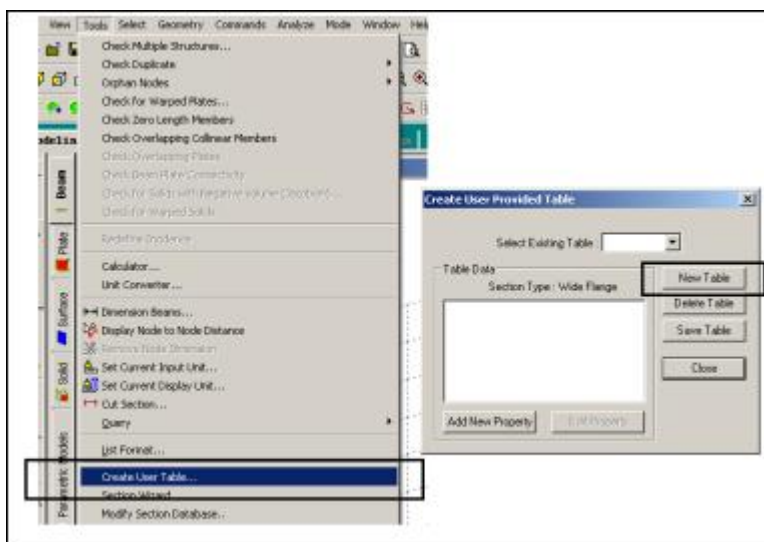 View Tools Select Geometry Commands Analyze Mode Window Help
Check Multiple Structures...
Check Duplicate
Orphan Nodes
Check for Warped Plates...
Check Zero Length Members
Check Overlapping Collinear Members
Check Overlapping Plates
Check Beam Plate Connectivity
Check for Solids with Negative Volume
Check for Warped Solids
Redefine Incidence
Calculator...
Unit Converter...
Dimension Beams...
Display Node to Node Distance
Remove Node Dimension
Set Current Input Unit...
Set Current Display Unit...
Cut Section...
Query
List Format...
Create User Table...
Section Wizard
Modify Section Database..
Beam
Plate
Surface
Solid
Parametric Models
Create User Provided Table
Select Existing Table
Table Data
Section Type : Wide Flange
New Table
Delete Table
Save Table
Close
Add New Property
Edit Property